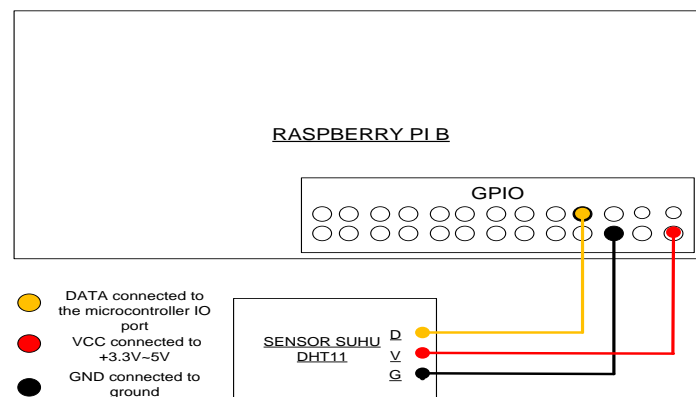 RASPBERRY PI B
GPIO
DATA connected to
the microcontroller IO
port
VCC connected to
+3.3V~5V
GND connected to
ground
SENSOR SUHU
DHT11
D
V
G